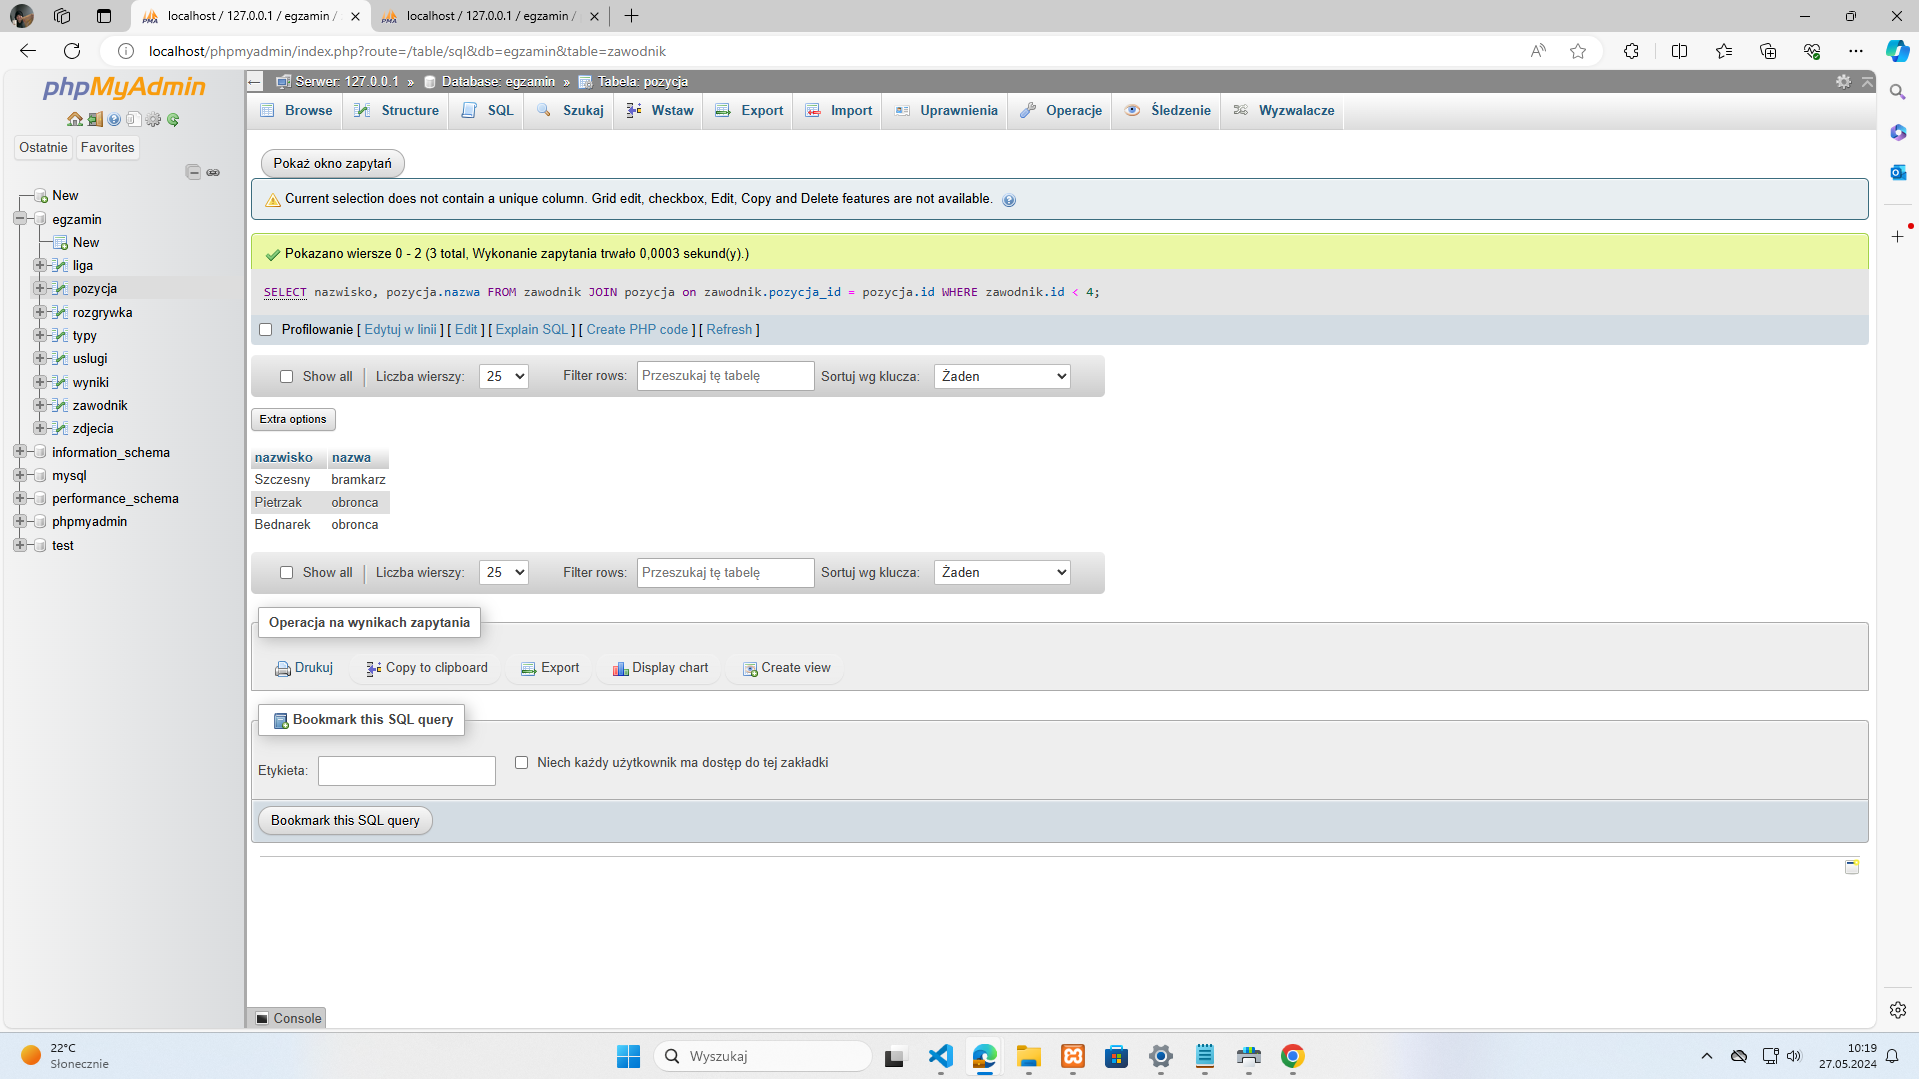 localhost / 127.0.0.1 / egzamin /
localhost / 127.0.0.1 / egzamin /
localhost/phpmyadmin/index.php?route=/table/sql&db=egzamin&table=zawodnik
phpMyAdmin
Ostatnie
Favorites
New
egzamin
New
liga
pozycja
rozgrywka
typy
uslugi
wyniki
zawodnik
zdjecia
information_schema
mysql
performance_schema
phpmyadmin
test
Serwer: 127.0.0.1 » Database: egzamin » Tabela: pozycja
Browse Structure SQL Szukaj Wstaw Export Import Uprawnienia Operacje Śledzenie Wyzwalacze
Pokaż okno zapytań
Current selection does not contain a unique column. Grid edit, checkbox, Edit, Copy and Delete features are not available.
Pokazano wiersze 0 - 2 (3 total, Wykonanie zapytania trwało 0,0003 sekund(y).)
SELECT nazwisko, pozycja.nazwa FROM zawodnik JOIN pozycja on zawodnik.pozycja_id = pozycja.id WHERE zawodnik.id < 4;
Profilowanie [ Edytuj w linii ] [ Edit ] [ Explain SQL ] [ Create PHP code ] [ Refresh ]
Show all | Liczba wierszy: 25 Filter rows: Przeszukaj tę tabelę Sortuj wg klucza: Żaden
Extra options
nazwisko nazwa
Szczesny bramkarz
Pietrzak obronca
Bednarek obronca
Show all | Liczba wierszy: 25 Filter rows: Przeszukaj tę tabelę Sortuj wg klucza: Żaden
Operacja na wynikach zapytania
Drukuj Copy to clipboard Export Display chart Create view
Bookmark this SQL query
Etykieta: Niech każdy użytkownik ma dostęp do tej zakładki
Bookmark this SQL query
Console
22°C
Słonecznie
Wyszukaj
10:19
27.05.2024